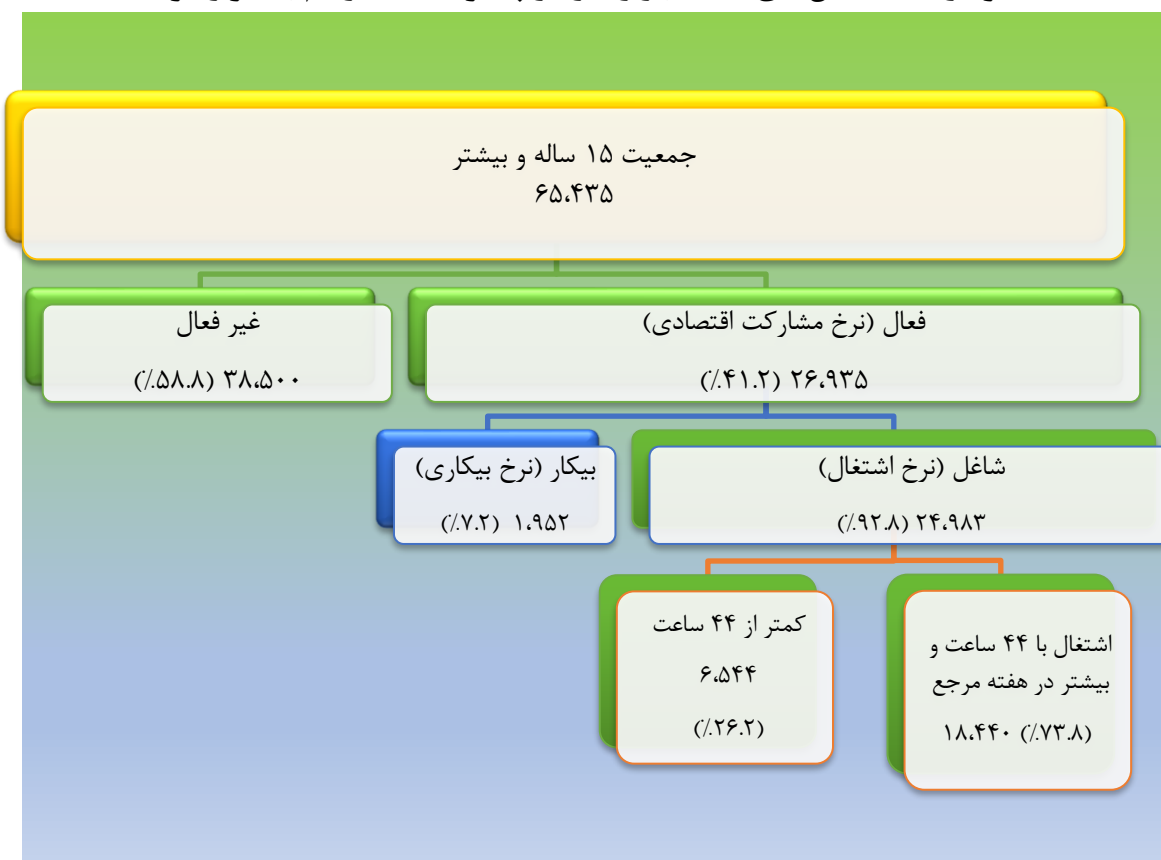 جمعیت ۱۵ ساله و بیشتر
۶۵،۴۳۵
فعال (نرخ مشارکت اقتصادی)
۲۶،۹۳۵ (۴۱.۲٪)
غیر فعال
۳۸،۵۰۰ (۵۸.۸٪)
شاغل (نرخ اشتغال)
۲۴،۹۸۳ (۹۲.۸٪)
بیکار (نرخ بیکاری)
۱،۹۵۲ (۷.۲٪)
اشتغال با ۴۴ ساعت و
بیشتر در هفته مرجع
۱۸،۴۴۰ (۷۳.۸٪)
کمتر از ۴۴ ساعت
۶،۵۴۴
(۲۶.۲٪)